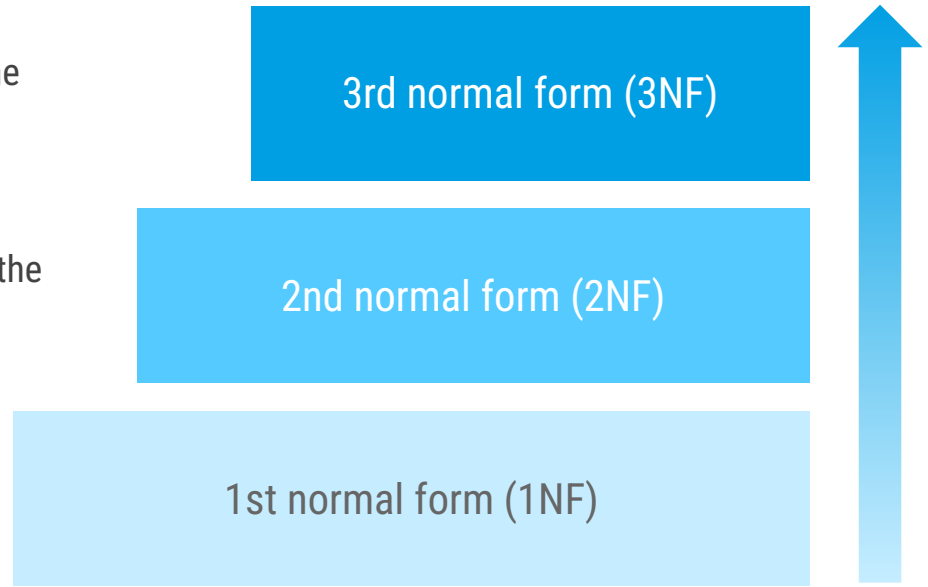 3rd normal form (3NF)
the
2nd normal form (2NF)
1st normal form (1NF)